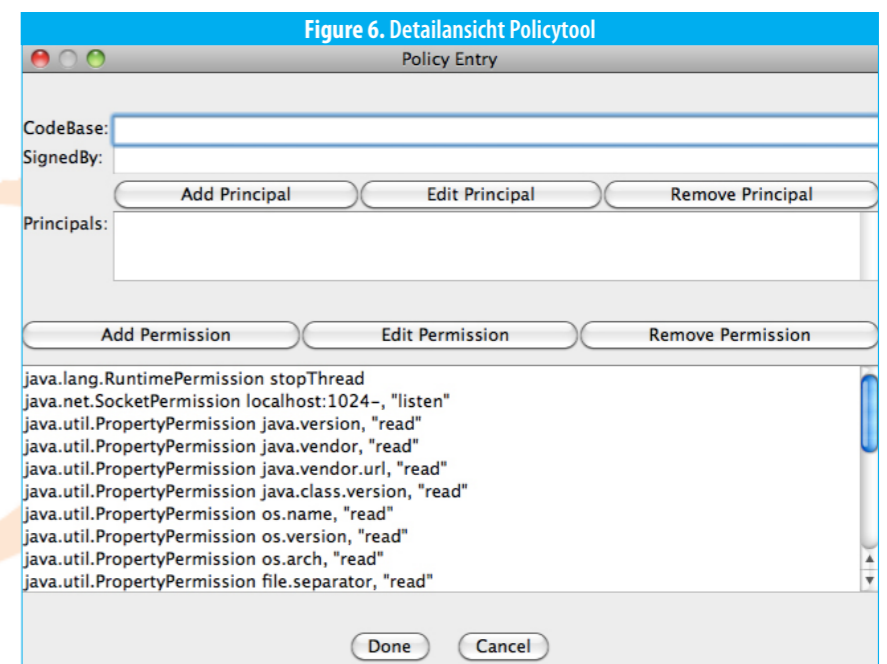 Figure 6. Detailansicht Policytool
Policy Entry
CodeBase:
SignedBy:
Add Principal Edit Principal Remove Principal
Principals:
Add Permission Edit Permission Remove Permission
java.lang.RuntimePermission stopThread
java.net.SocketPermission localhost:1024-, "listen"
java.util.PropertyPermission java.version, "read"
java.util.PropertyPermission java.vendor, "read"
java.util.PropertyPermission java.vendor.url, "read"
java.util.PropertyPermission java.class.version, "read"
java.util.PropertyPermission os.name, "read"
java.util.PropertyPermission os.version, "read"
java.util.PropertyPermission os.arch, "read"
java.util.PropertyPermission file.separator, "read"
Done Cancel